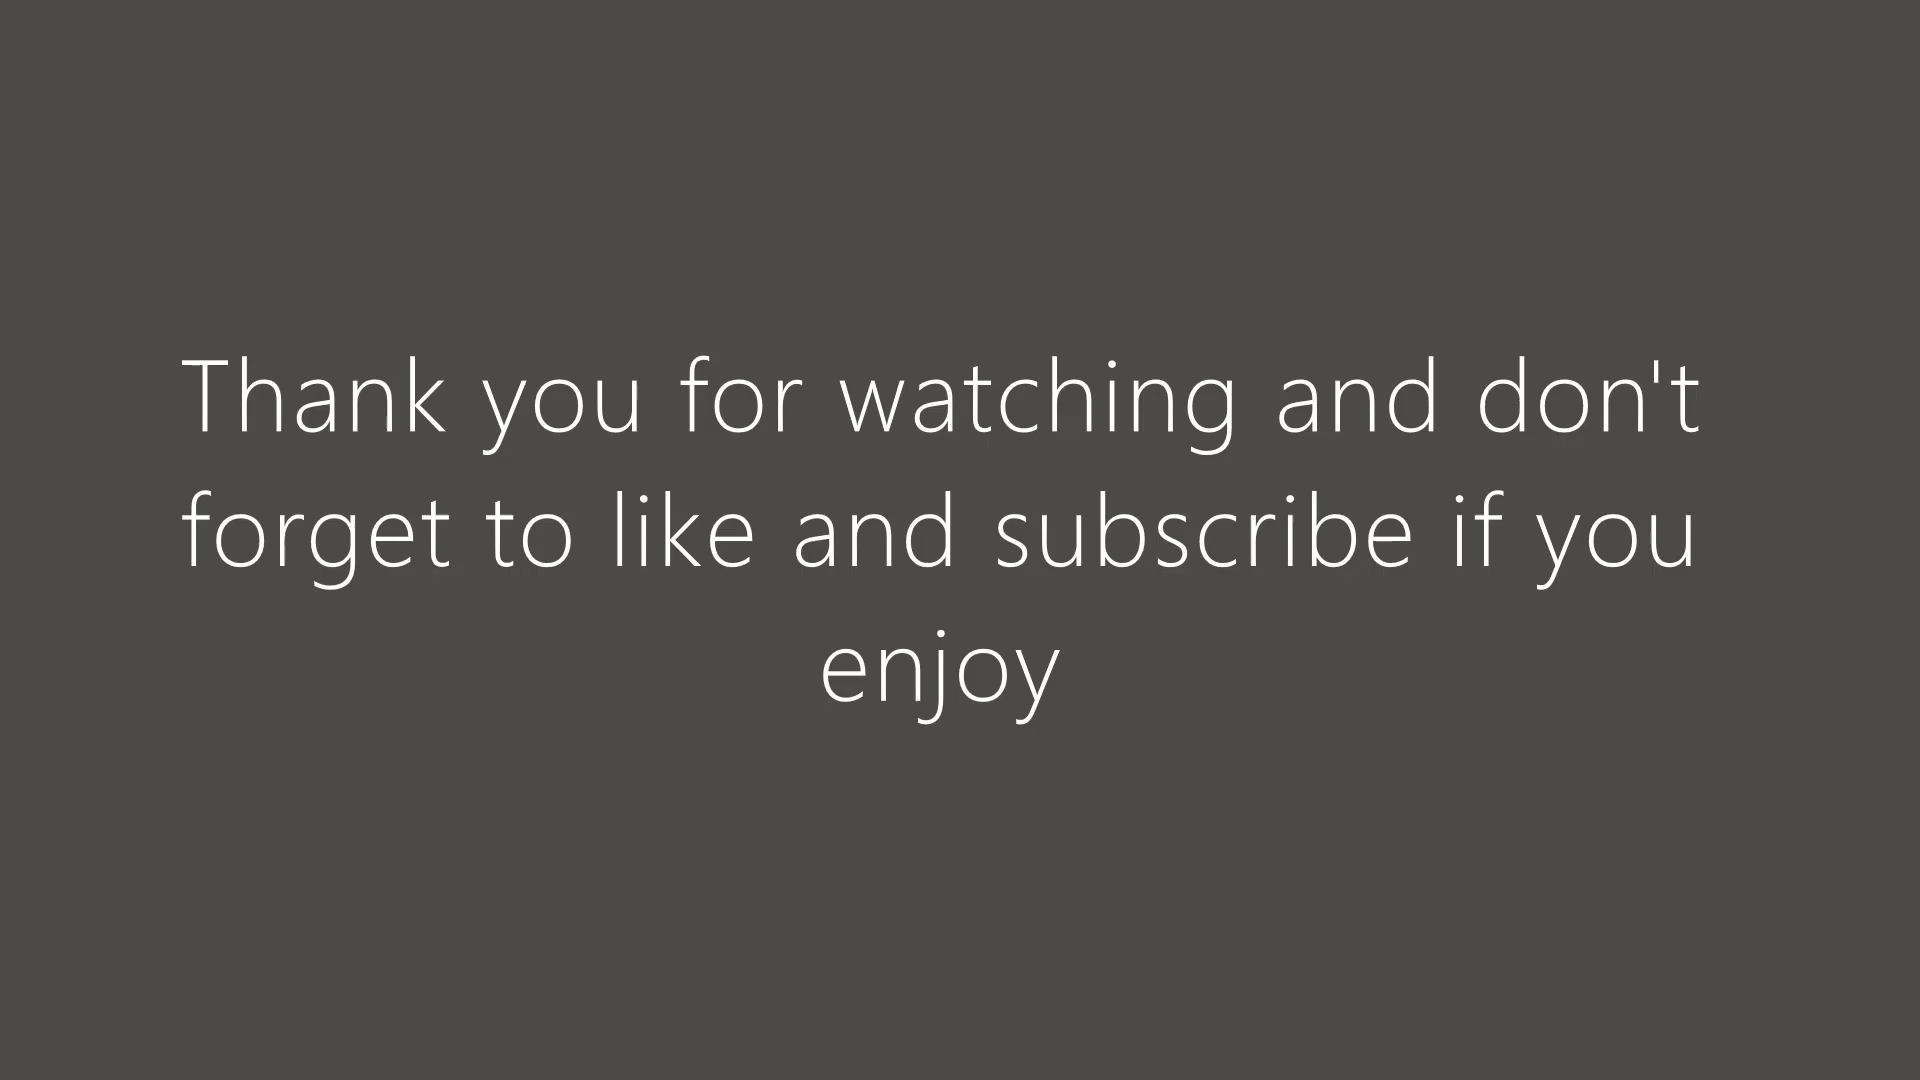 Thank you for watching and don't
forget to like and subscribe if you
enjoy